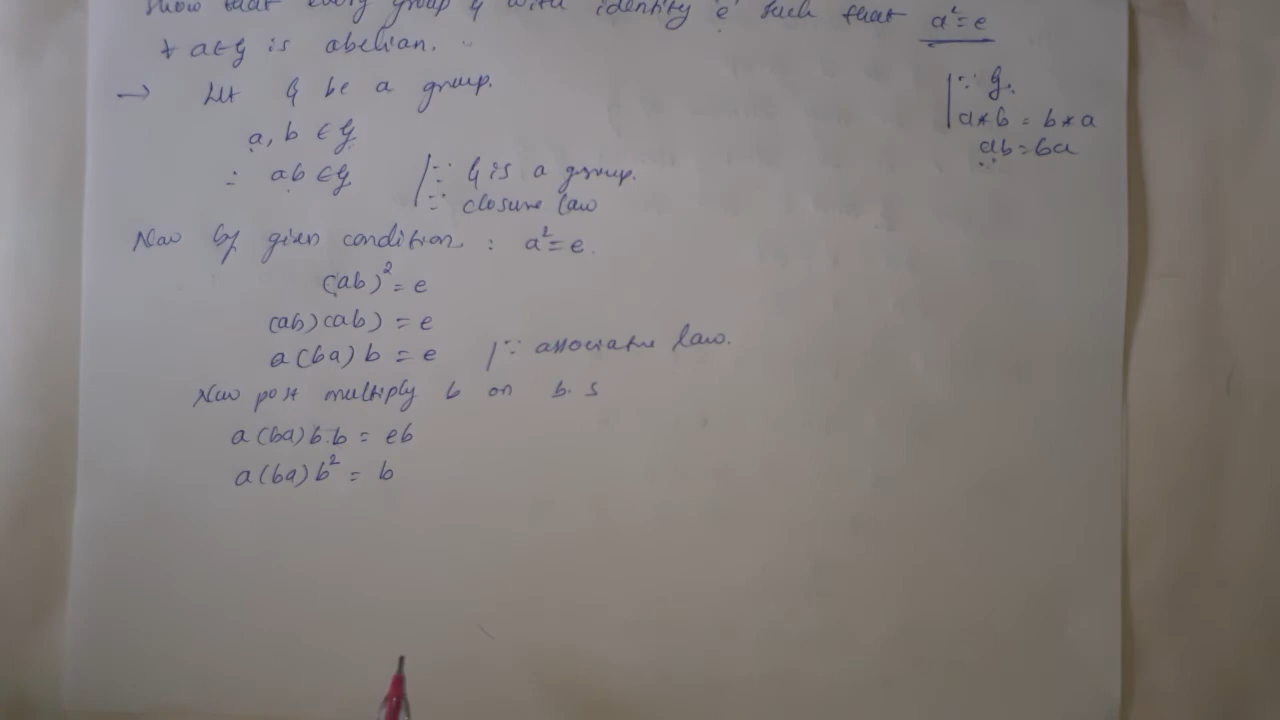 Show that every group G with identity 'e' such that a² = e
∀ a∈G is abelian.
→ Let G be a group.
a, b ∈ G
∴ ab ∈ G | ∵ G is a group.
∵ closure law
Now by given condition : a² = e.
(ab)² = e
(ab)(ab) = e
a(ba)b = e | ∵ associative law.
Now post multiply b on b.s
a(ba)b.b = eb
a(ba)b² = b
| ∵ G.
a*b = b*a
ab = ba